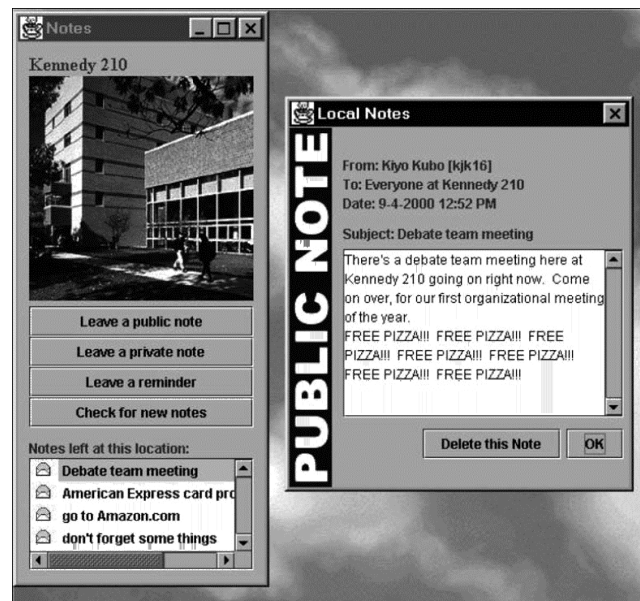 Notes
Kennedy 210
Leave a public note
Leave a private note
Leave a reminder
Check for new notes
Notes left at this location:
Debate team meeting
American Express card pro
go to Amazon.com
don't forget some things
Local Notes
PUBLIC NOTE
From: Kiyo Kubo [kjk16]
To: Everyone at Kennedy 210
Date: 9-4-2000 12:52 PM
Subject: Debate team meeting
There's a debate team meeting here at
Kennedy 210 going on right now.  Come
on over, for our first organizational meeting
of the year.
FREE PIZZA!!!  FREE PIZZA!!!  FREE
PIZZA!!!  FREE PIZZA!!!  FREE PIZZA!!!
FREE PIZZA!!!  FREE PIZZA!!!
Delete this Note
OK